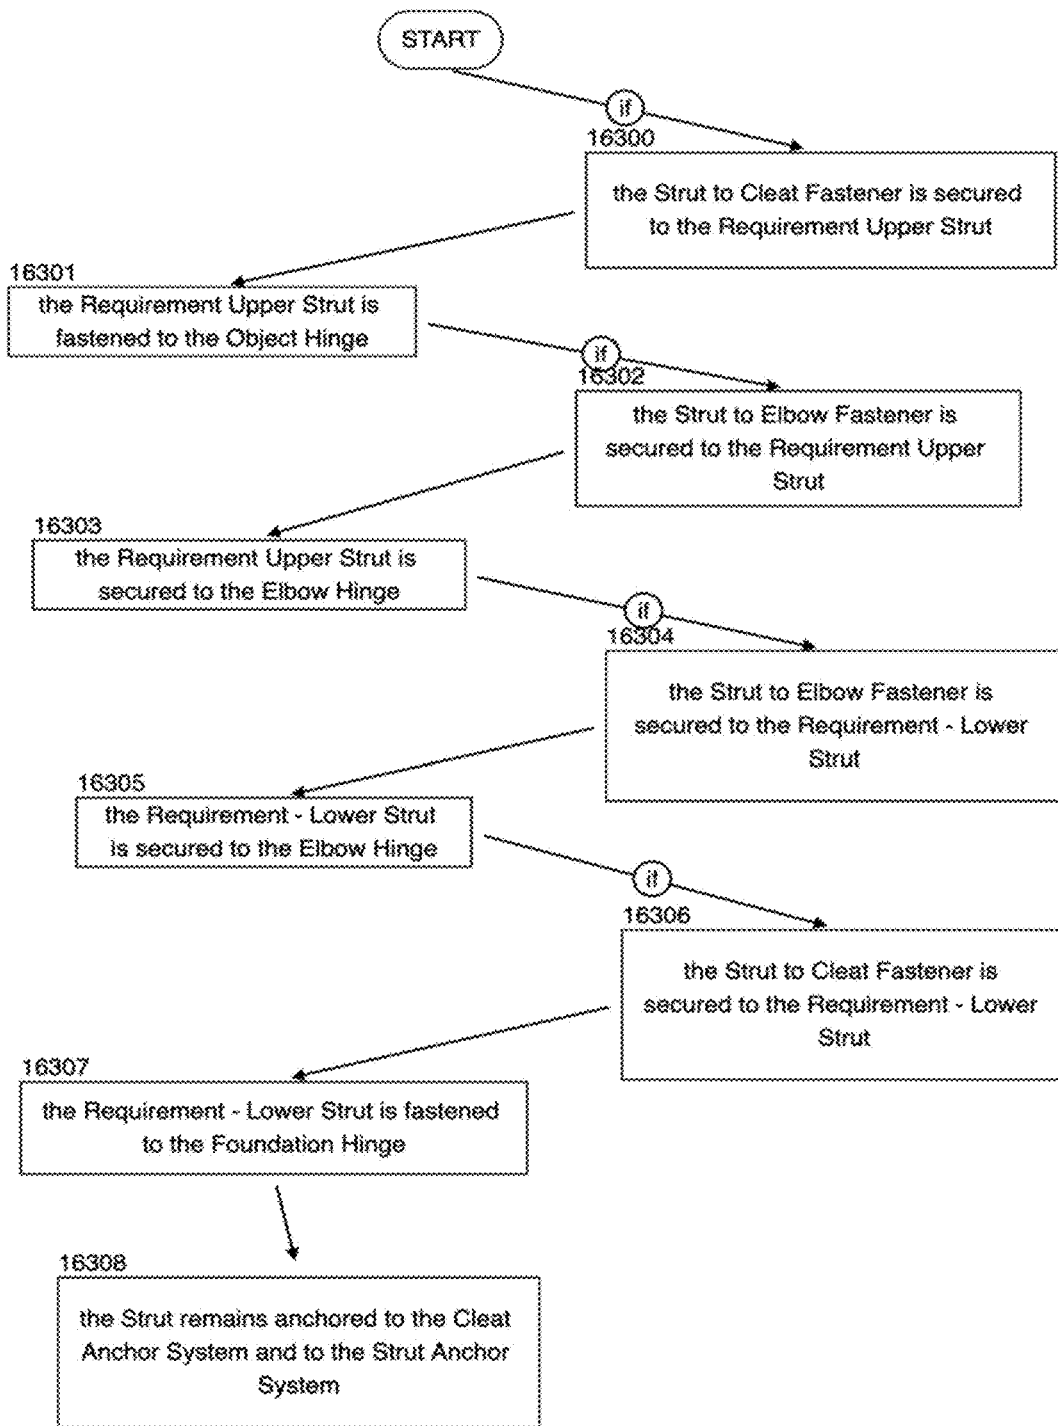 START
if
16300
the Strut to Cleat Fastener is secured
to the Requirement Upper Strut
16301
the Requirement Upper Strut is
fastened to the Object Hinge
if
16302
the Strut to Elbow Fastener is
secured to the Requirement Upper
Strut
16303
the Requirement Upper Strut is
secured to the Elbow Hinge
if
16304
the Strut to Elbow Fastener is
secured to the Requirement - Lower
Strut
16305
the Requirement - Lower Strut
is secured to the Elbow Hinge
if
16306
the Strut to Cleat Fastener is
secured to the Requirement - Lower
Strut
16307
the Requirement - Lower Strut is fastened
to the Foundation Hinge
16308
the Strut remains anchored to the Cleat
Anchor System and to the Strut Anchor
System